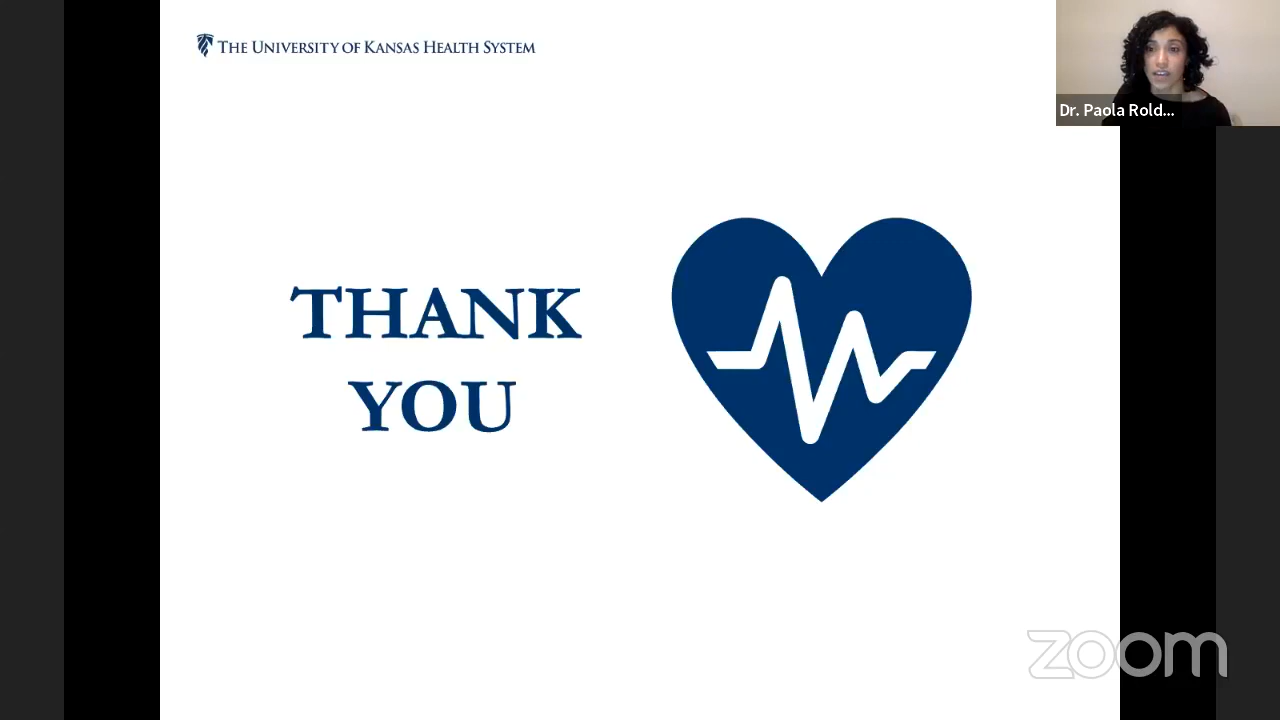 THE UNIVERSITY OF KANSAS HEALTH SYSTEM
Dr. Paola Rold...
THANK
YOU
zoom